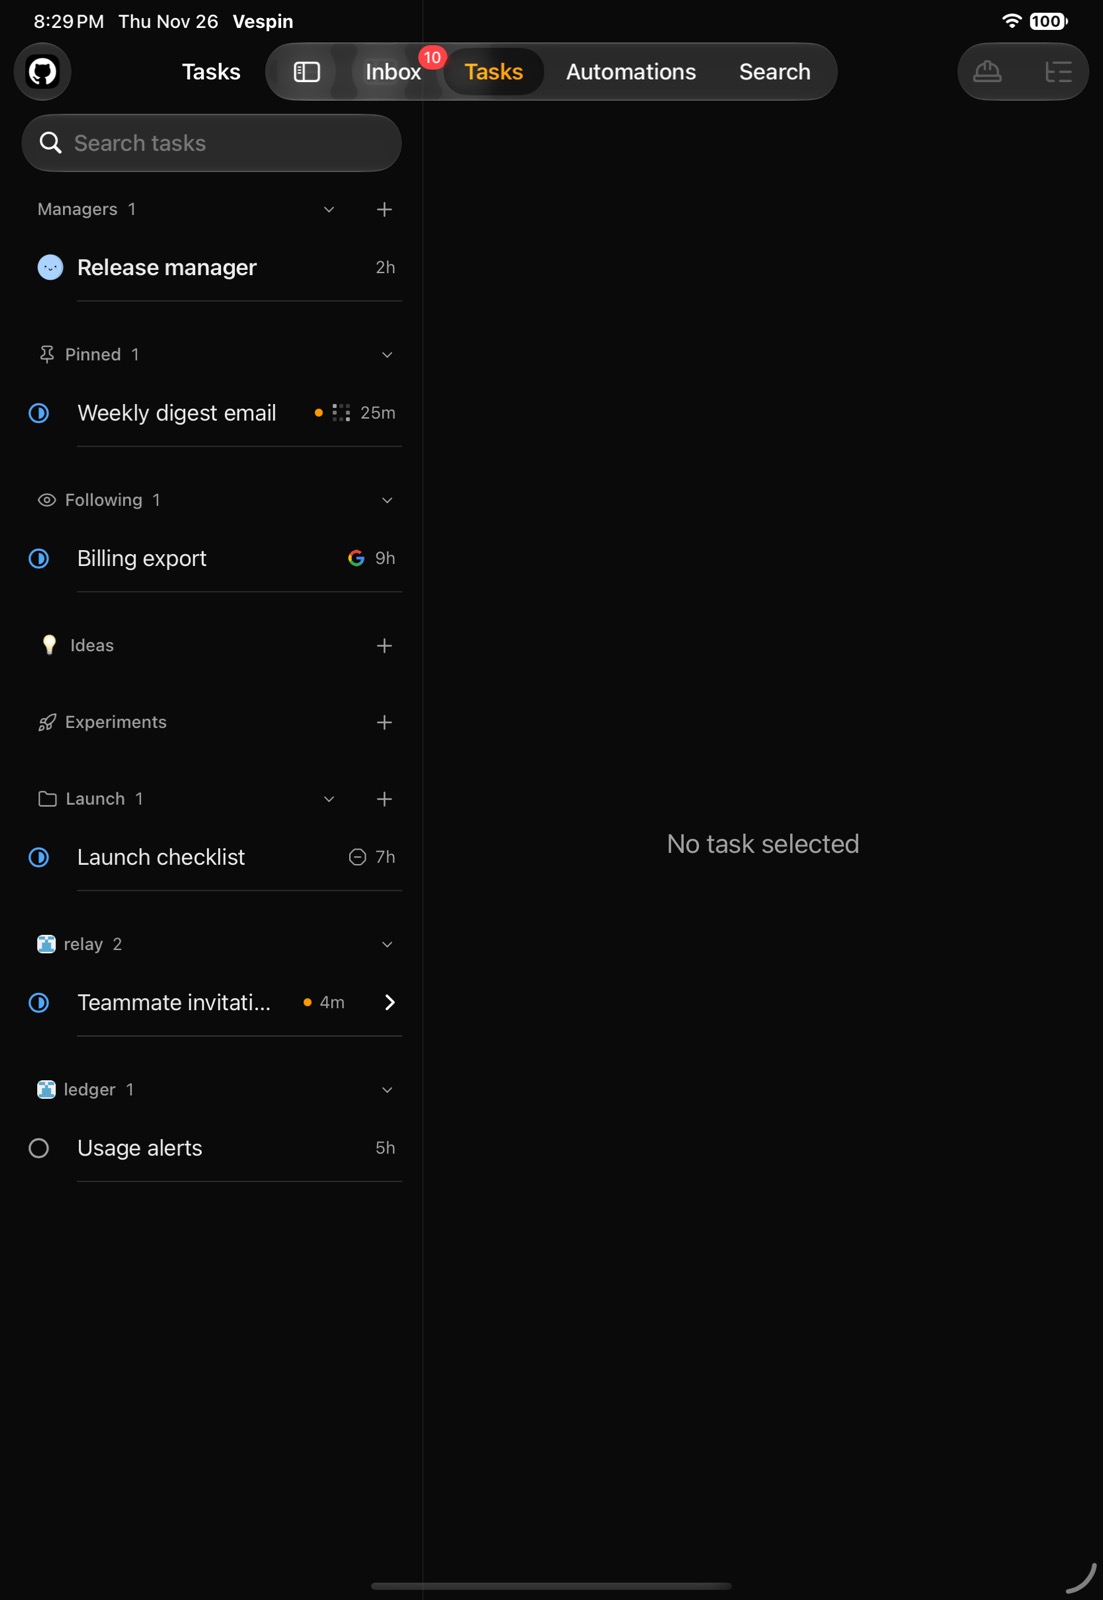 8:29 PM Thu Nov 26 Vespin
100
Tasks
Inbox 10
Tasks
Automations
Search
Search tasks
Managers 1
Release manager 2h
Pinned 1
Weekly digest email 25m
Following 1
Billing export 9h
Ideas
Experiments
Launch 1
Launch checklist 7h
relay 2
Teammate invitati... 4m
ledger 1
Usage alerts 5h
No task selected